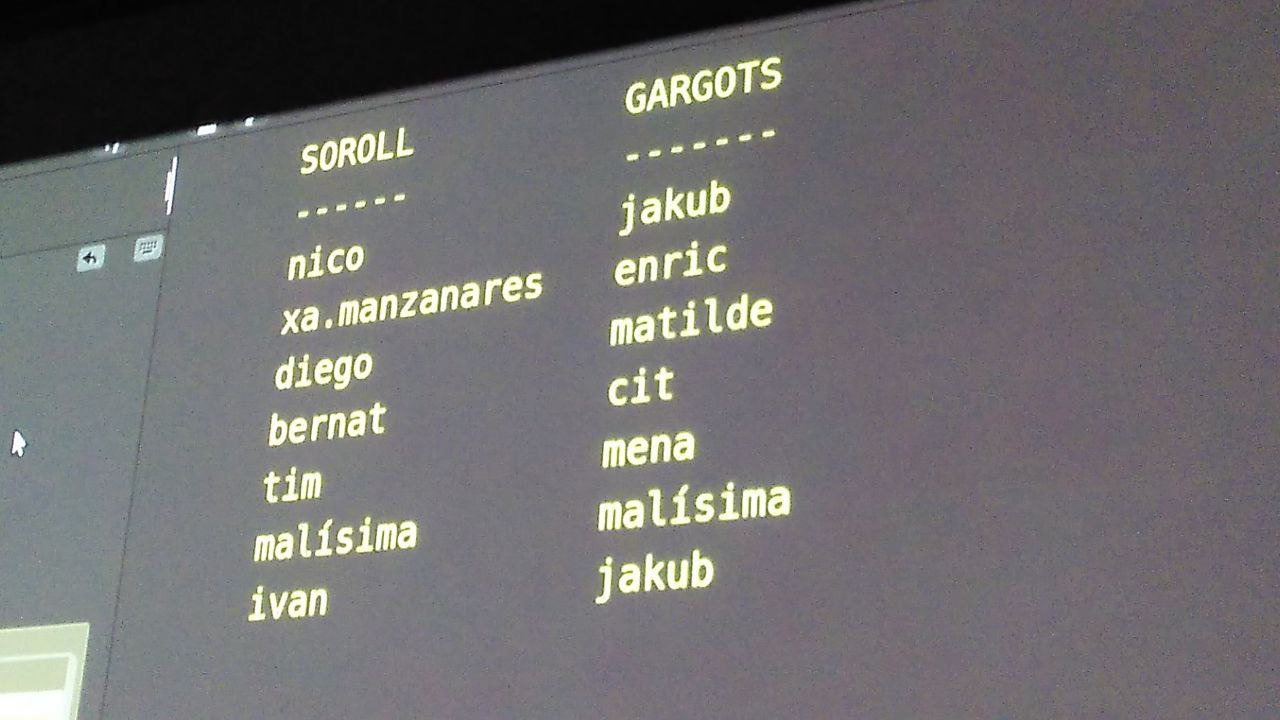 SOROLL GARGOTS
------ -------
nico jakub
xa.manzanares enric
diego matilde
bernat cit
tim mena
malísima malísima
ivan jakub